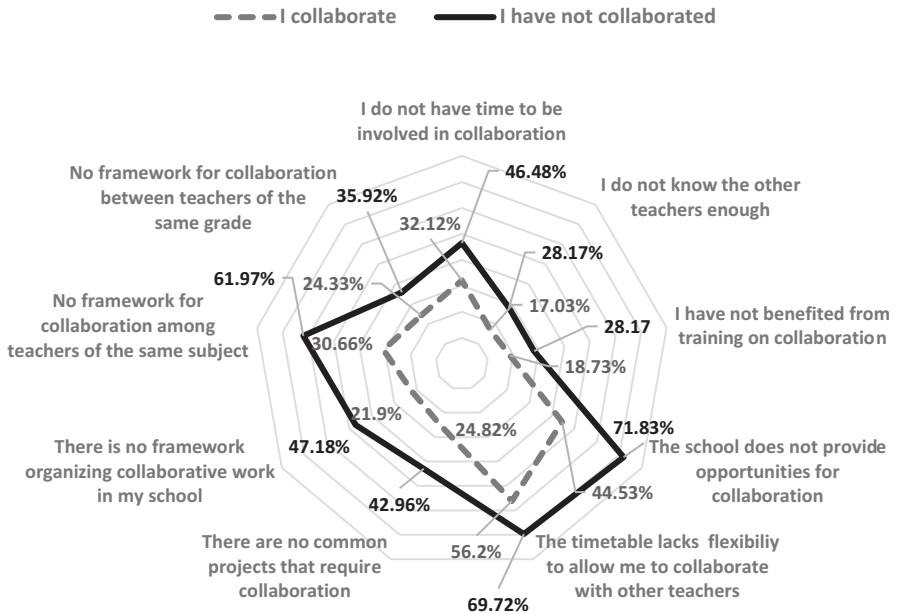 I collaborate
I have not collaborated
I do not have time to be
involved in collaboration
46.48%
32.12%
I do not know the other
teachers enough
28.17%
17.03%
I have not benefited from
training on collaboration
28.17
18.73%
The school does not provide
opportunities for
collaboration
71.83%
44.53%
The timetable lacks flexibiliy
to allow me to collaborate
with other teachers
69.72%
56.2%
There are no common
projects that require
collaboration
42.96%
24.82%
There is no framework
organizing collaborative work
in my school
47.18%
21.9%
No framework for
collaboration among
teachers of the same subject
61.97%
30.66%
No framework for collaboration
between teachers of the
same grade
35.92%
24.33%